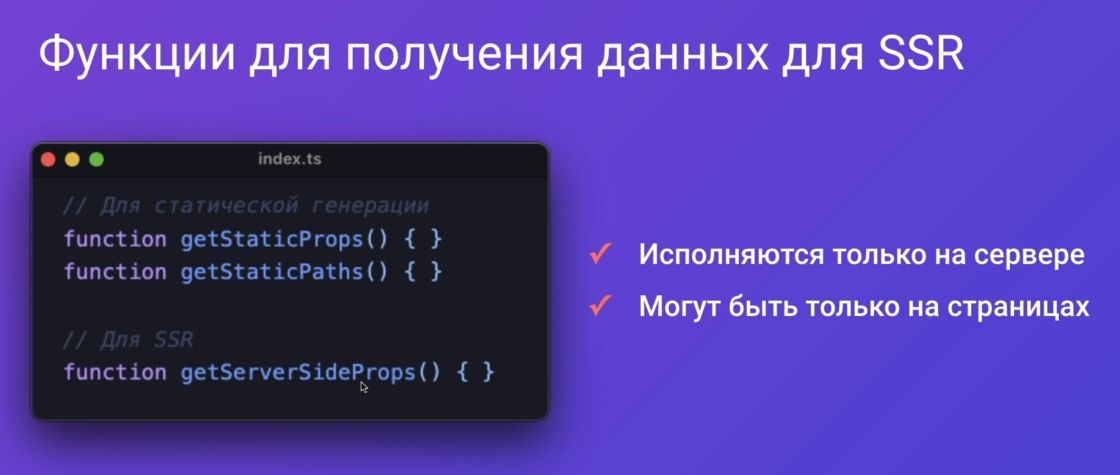 Функции для получения данных для SSR
index.ts
// Для статической генерации
function getStaticProps() { }
function getStaticPaths() { }
// Для SSR
function getServerSideProps() { }
✓ Исполняются только на сервере
✓ Могут быть только на страницах